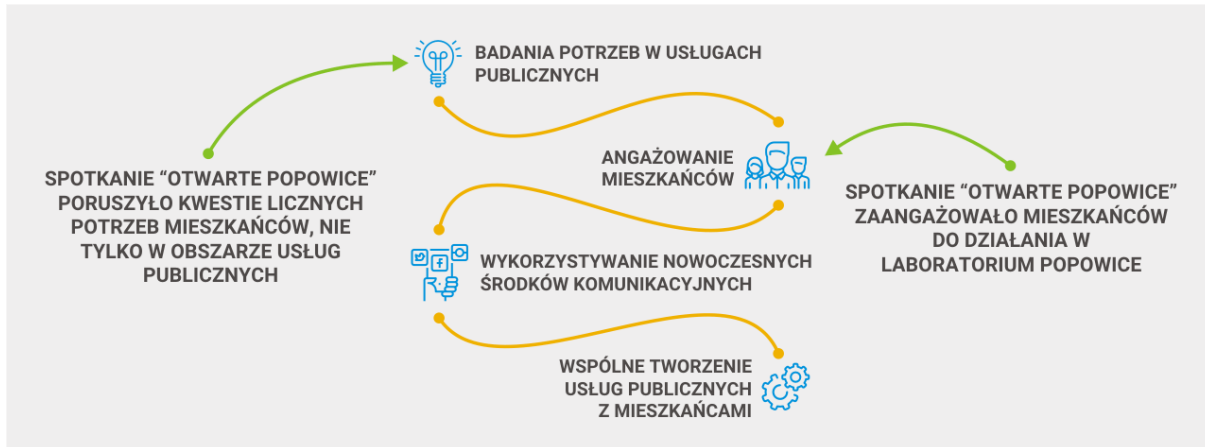 BADANIA POTRZEB W USŁUGACH
PUBLICZNYCH
ANGAŻOWANIE
MIESZKAŃCÓW
SPOTKANIE “OTWARTE POPOWICE”
PORUSZYŁO KWESTIE LICZNYCH
POTRZEB MIESZKAŃCÓW, NIE
TYLKO W OBSZARZE USŁUG
PUBLICZNYCH
SPOTKANIE “OTWARTE POPOWICE”
ZAANGAŻOWAŁO MIESZKAŃCÓW
DO DZIAŁANIA W
LABORATORIUM POPOWICE
WYKORZYSTYWANIE NOWOCZESNYCH
ŚRODKÓW KOMUNIKACYJNYCH
WSPÓLNE TWORZENIE
USŁUG PUBLICZNYCH
Z MIESZKAŃCAMI